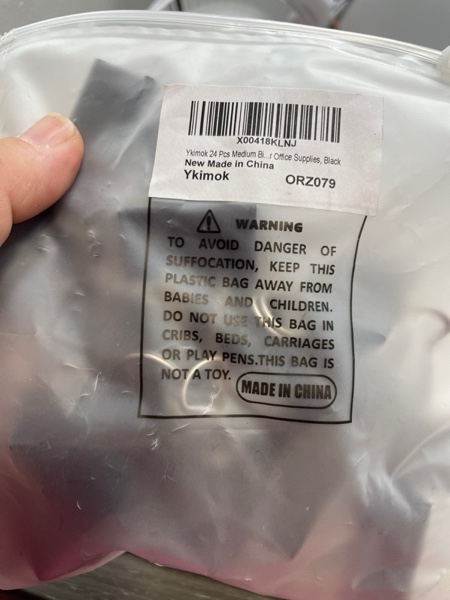 X00418KLNJ
Ykimok 24 Pcs Medium Bi...r Office Supplies, Black
New Made in China
Ykimok ORZ079
WARNING
TO AVOID DANGER OF
SUFFOCATION, KEEP THIS
PLASTIC BAG AWAY FROM
BABIES AND CHILDREN.
DO NOT USE THIS BAG IN
CRIBS, BEDS, CARRIAGES
OR PLAY PENS.THIS BAG IS
NOT A TOY.
MADE IN CHINA